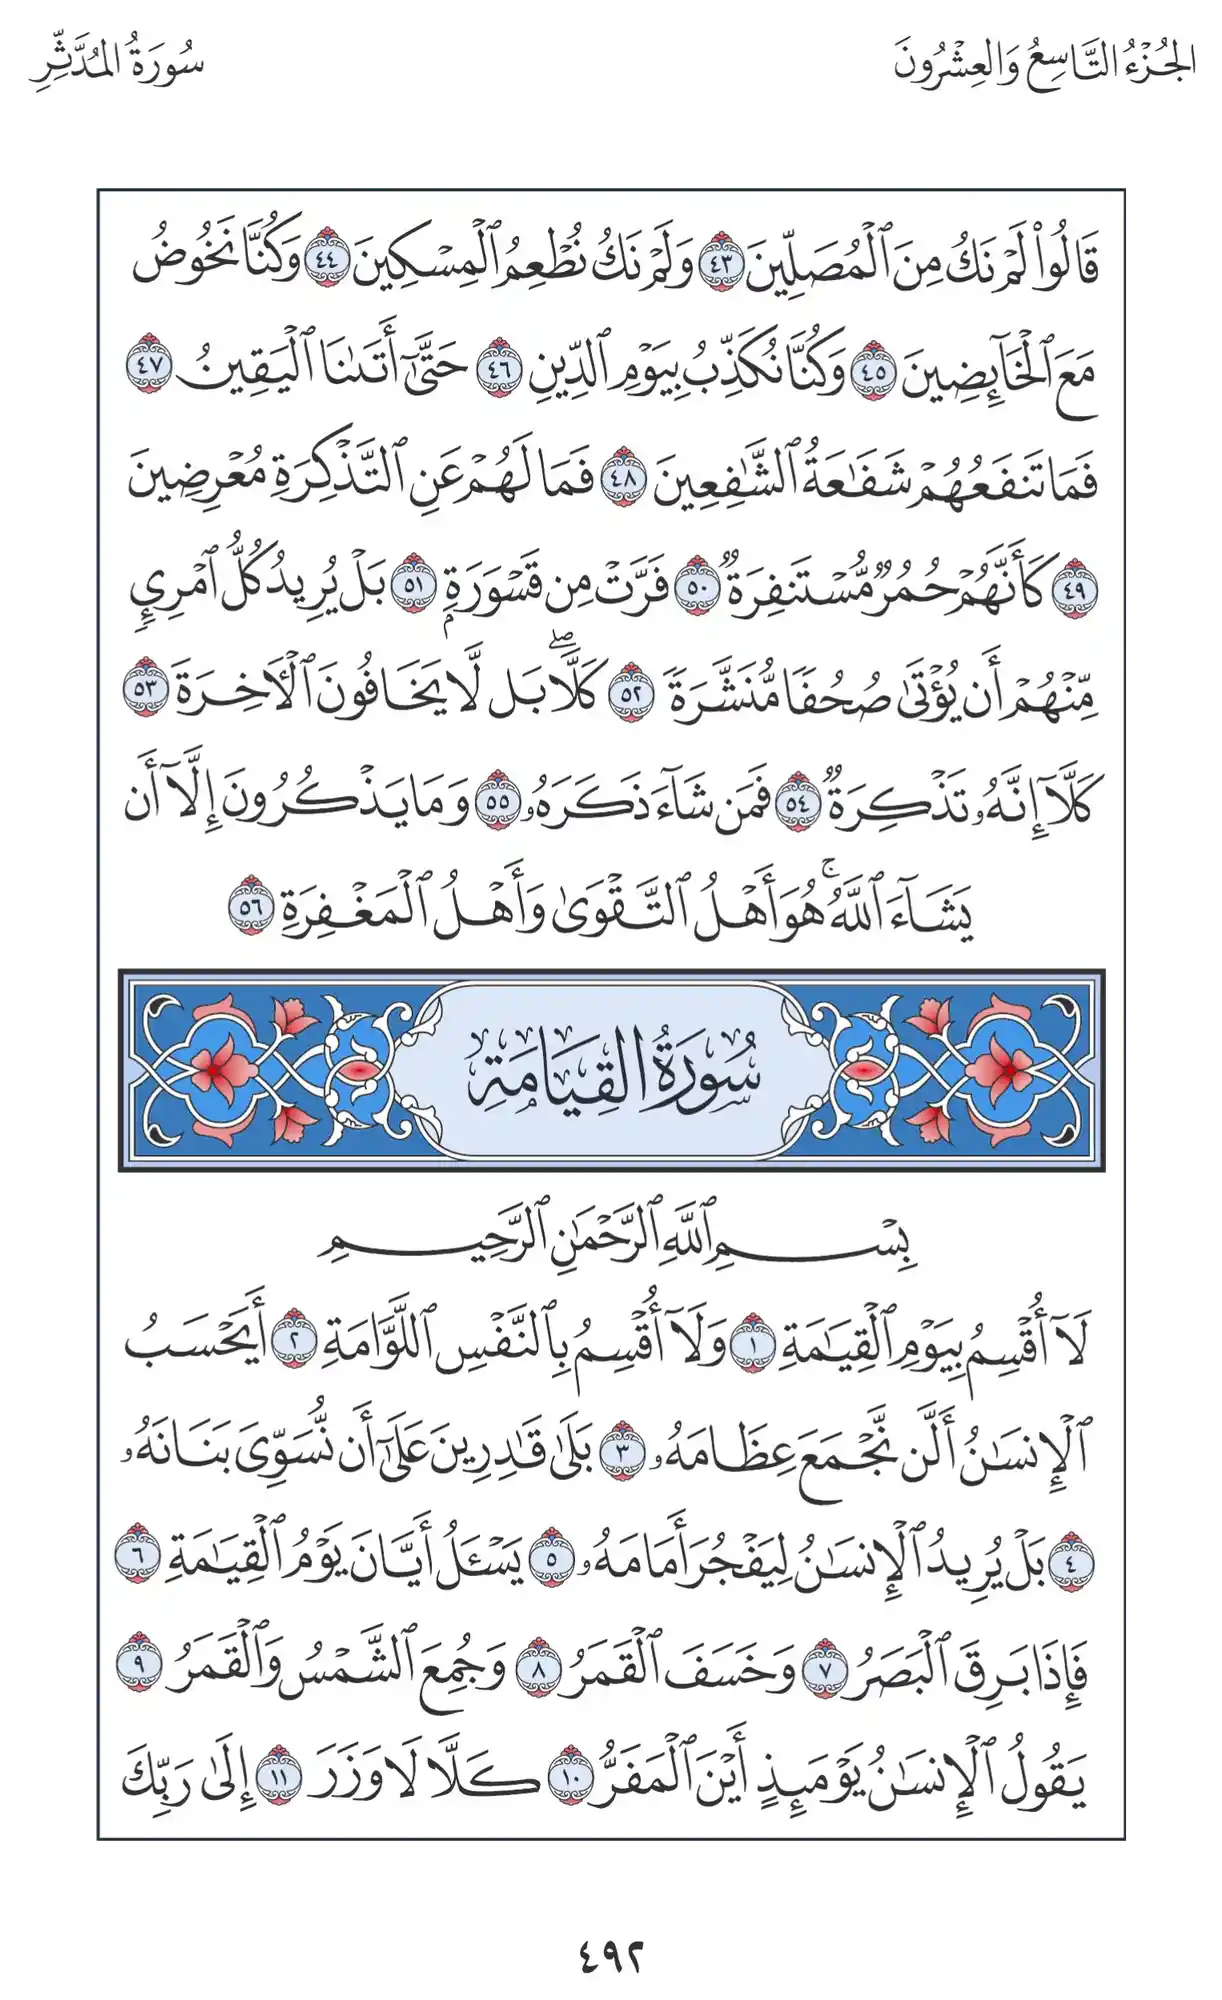 الجُزْءُ التَّاسِعُ وَالعِشْرُونَ
سُورَةُ المُدَّثِّرِ
قَالُوا۟ لَمْ نَكُ مِنَ ٱلْمُصَلِّينَ ٤٣ وَلَمْ نَكُ نُطْعِمُ ٱلْمِسْكِينَ ٤٤ وَكُنَّا نَخُوضُ
مَعَ ٱلْخَآئِضِينَ ٤٥ وَكُنَّا نُكَذِّبُ بِيَوْمِ ٱلدِّينِ ٤٦ حَتَّىٰٓ أَتَىٰنَا ٱلْيَقِينُ ٤٧
فَمَا تَنفَعُهُمْ شَفَٰعَةُ ٱلشَّٰفِعِينَ ٤٨ فَمَا لَهُمْ عَنِ ٱلتَّذْكِرَةِ مُعْرِضِينَ
٤٩ كَأَنَّهُمْ حُمُرٌ مُّسْتَنفِرَةٌ ٥٠ فَرَّتْ مِن قَسْوَرَةٍۭ ٥١ بَلْ يُرِيدُ كُلُّ ٱمْرِئٍ
مِّنْهُمْ أَن يُؤْتَىٰ صُحُفًا مُّنَشَّرَةً ٥٢ كَلَّاۖ بَل لَّا يَخَافُونَ ٱلْءَاخِرَةَ ٥٣
كَلَّآ إِنَّهُۥ تَذْكِرَةٌ ٥٤ فَمَن شَآءَ ذَكَرَهُۥ ٥٥ وَمَا يَذْكُرُونَ إِلَّآ أَن
يَشَآءَ ٱللَّهُۚ هُوَ أَهْلُ ٱلتَّقْوَىٰ وَأَهْلُ ٱلْمَغْفِرَةِ ٥٦
سُورَةُ القِيَامَةِ
بِسْمِ ٱللَّهِ ٱلرَّحْمَٰنِ ٱلرَّحِيمِ
لَآ أُقْسِمُ بِيَوْمِ ٱلْقِيَٰمَةِ ١ وَلَآ أُقْسِمُ بِٱلنَّفْسِ ٱللَّوَّامَةِ ٢ أَيَحْسَبُ
ٱلْإِنسَٰنُ أَلَّن نَّجْمَعَ عِظَامَهُۥ ٣ بَلَىٰ قَٰدِرِينَ عَلَىٰٓ أَن نُّسَوِّىَ بَنَانَهُۥ
٤ بَلْ يُرِيدُ ٱلْإِنسَٰنُ لِيَفْجُرَ أَمَامَهُۥ ٥ يَسْـَٔلُ أَيَّانَ يَوْمُ ٱلْقِيَٰمَةِ ٦
فَإِذَا بَرِقَ ٱلْبَصَرُ ٧ وَخَسَفَ ٱلْقَمَرُ ٨ وَجُمِعَ ٱلشَّمْسُ وَٱلْقَمَرُ ٩
يَقُولُ ٱلْإِنسَٰنُ يَوْمَئِذٍ أَيْنَ ٱلْمَفَرُّ ١٠ كَلَّا لَا وَزَرَ ١١ إِلَىٰ رَبِّكَ
٤٩٢